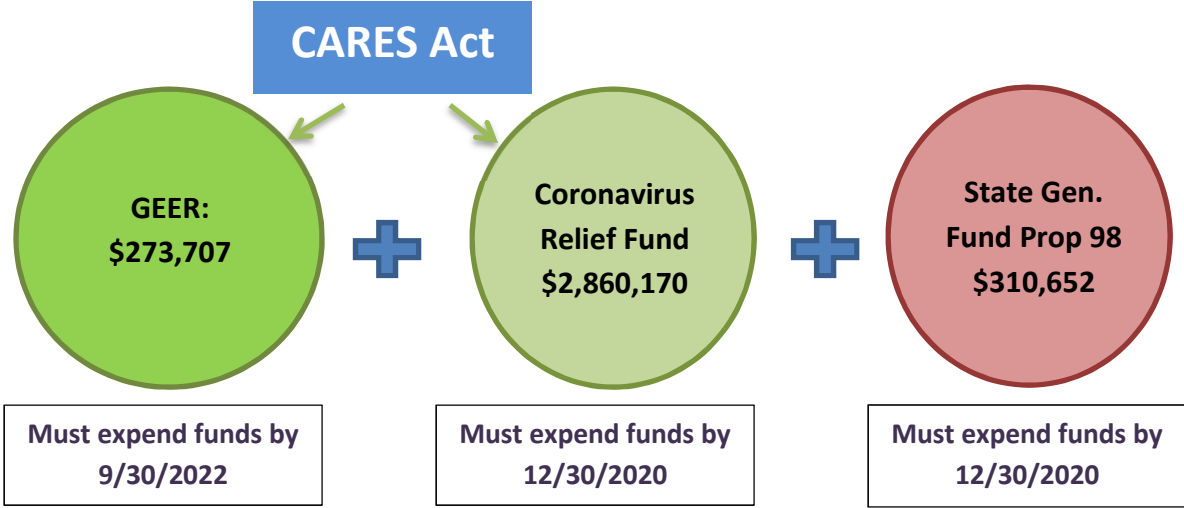 CARES Act
GEER:
$273,707
Coronavirus
Relief Fund
$2,860,170
State Gen.
Fund Prop 98
$310,652
Must expend funds by
9/30/2022
Must expend funds by
12/30/2020
Must expend funds by
12/30/2020